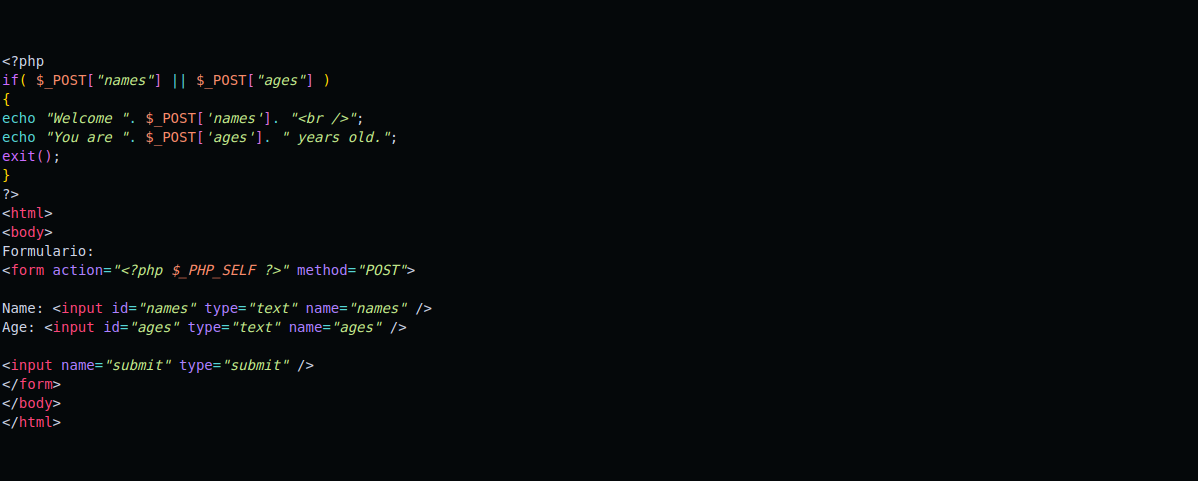 <?php
if( $_POST["names"] || $_POST["ages"] )
{
echo "Welcome ". $_POST['names']. "<br />";
echo "You are ". $_POST['ages']. " years old.";
exit();
}
?>
<html>
<body>
Formulario:
<form action="<?php $_PHP_SELF ?>" method="POST">
Name: <input id="names" type="text" name="names" />
Age: <input id="ages" type="text" name="ages" />
<input name="submit" type="submit" />
</form>
</body>
</html>